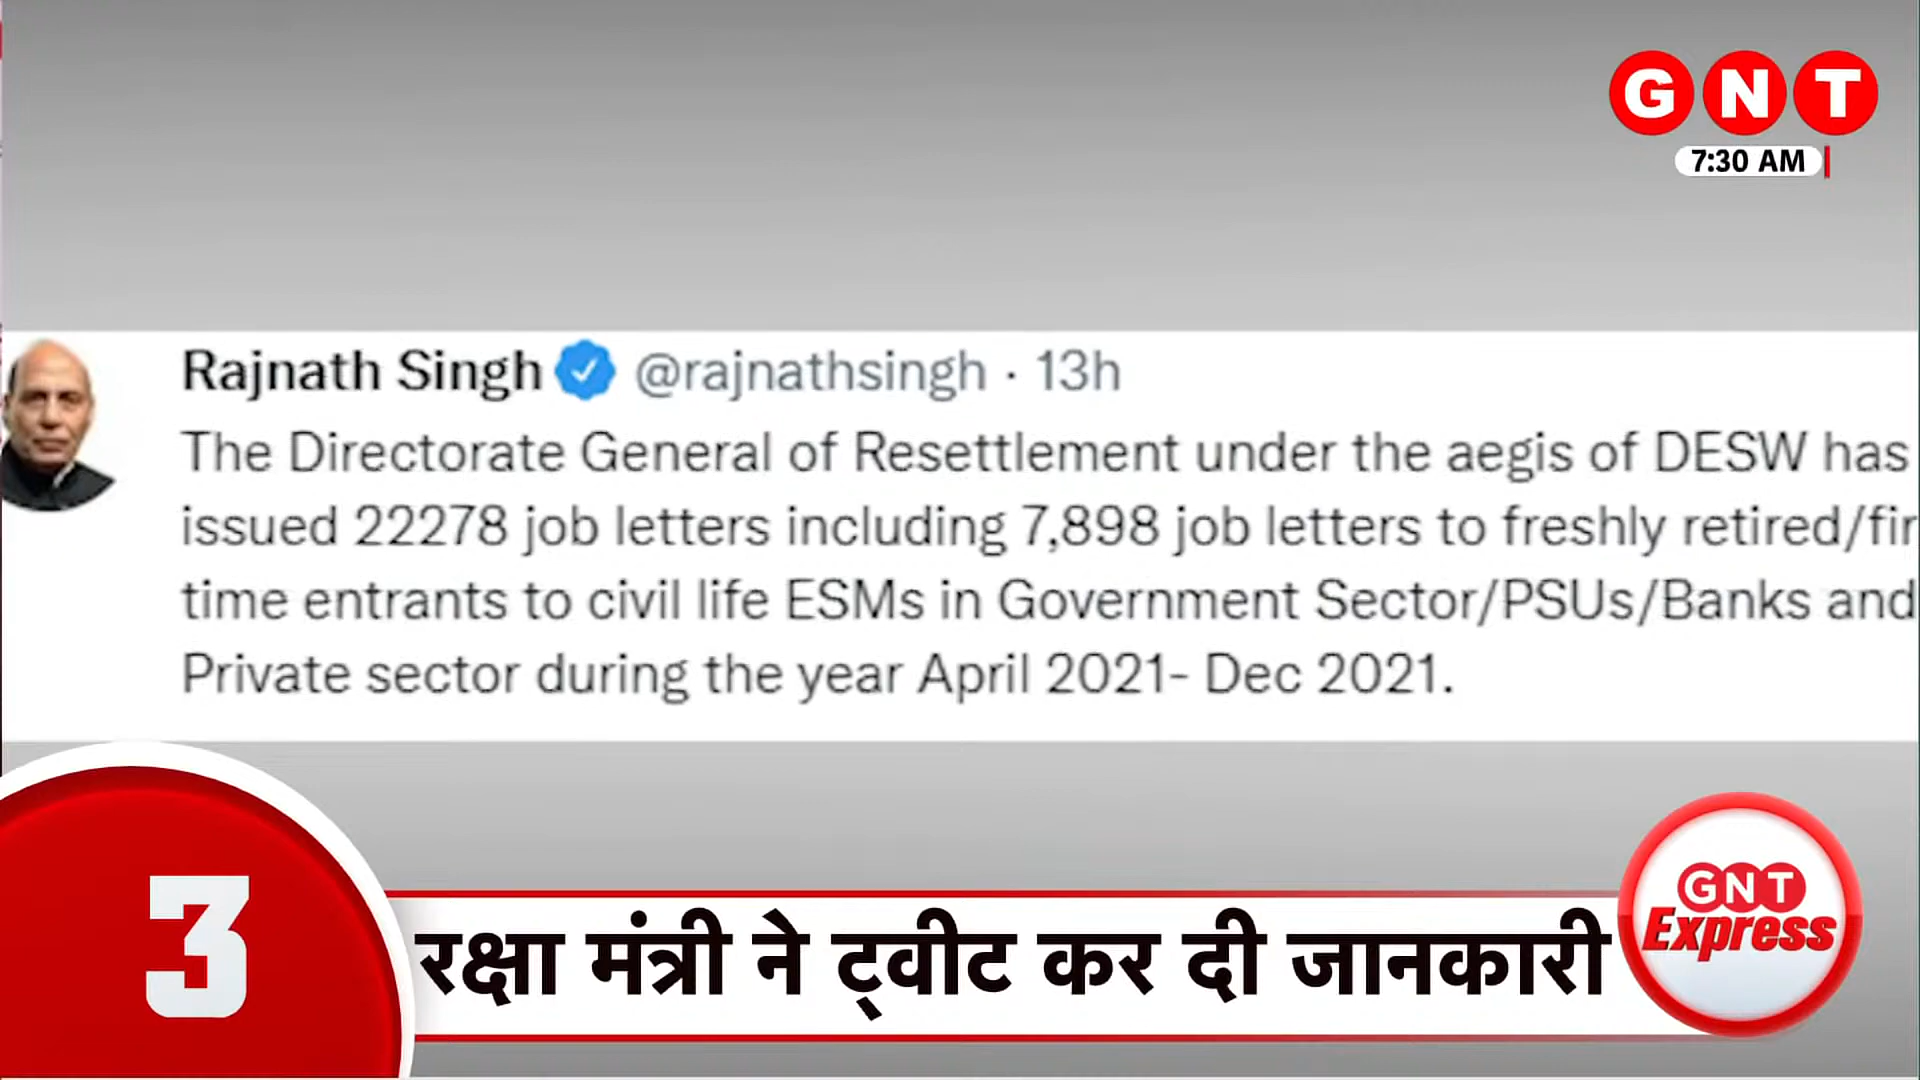 GNT
7:30 AM
Rajnath Singh @rajnathsingh · 13h
The Directorate General of Resettlement under the aegis of DESW has
issued 22278 job letters including 7,898 job letters to freshly retired/fir
time entrants to civil life ESMs in Government Sector/PSUs/Banks and
Private sector during the year April 2021- Dec 2021.
3
रक्षा मंत्री ने ट्वीट कर दी जानकारी
GNT
Express